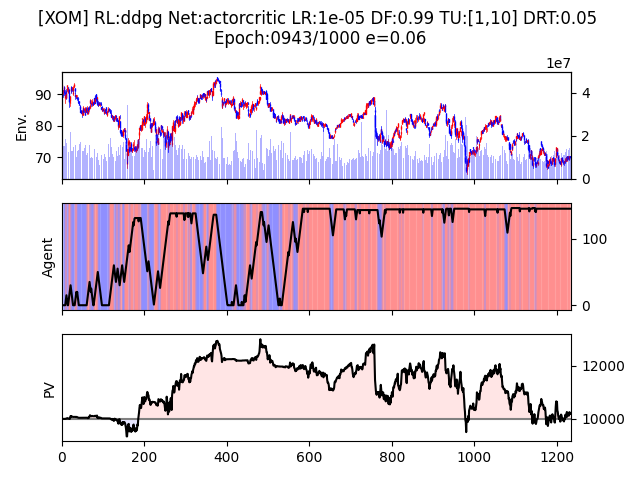 [XOM] RL:ddpg Net:actorcritic LR:1e-05 DF:0.99 TU:[1,10] DRT:0.05
Epoch:0943/1000 e=0.06
1e7
Env.
90
80
70
4
2
0
Agent
100
0
PV
12000
10000
0 200 400 600 800 1000 1200